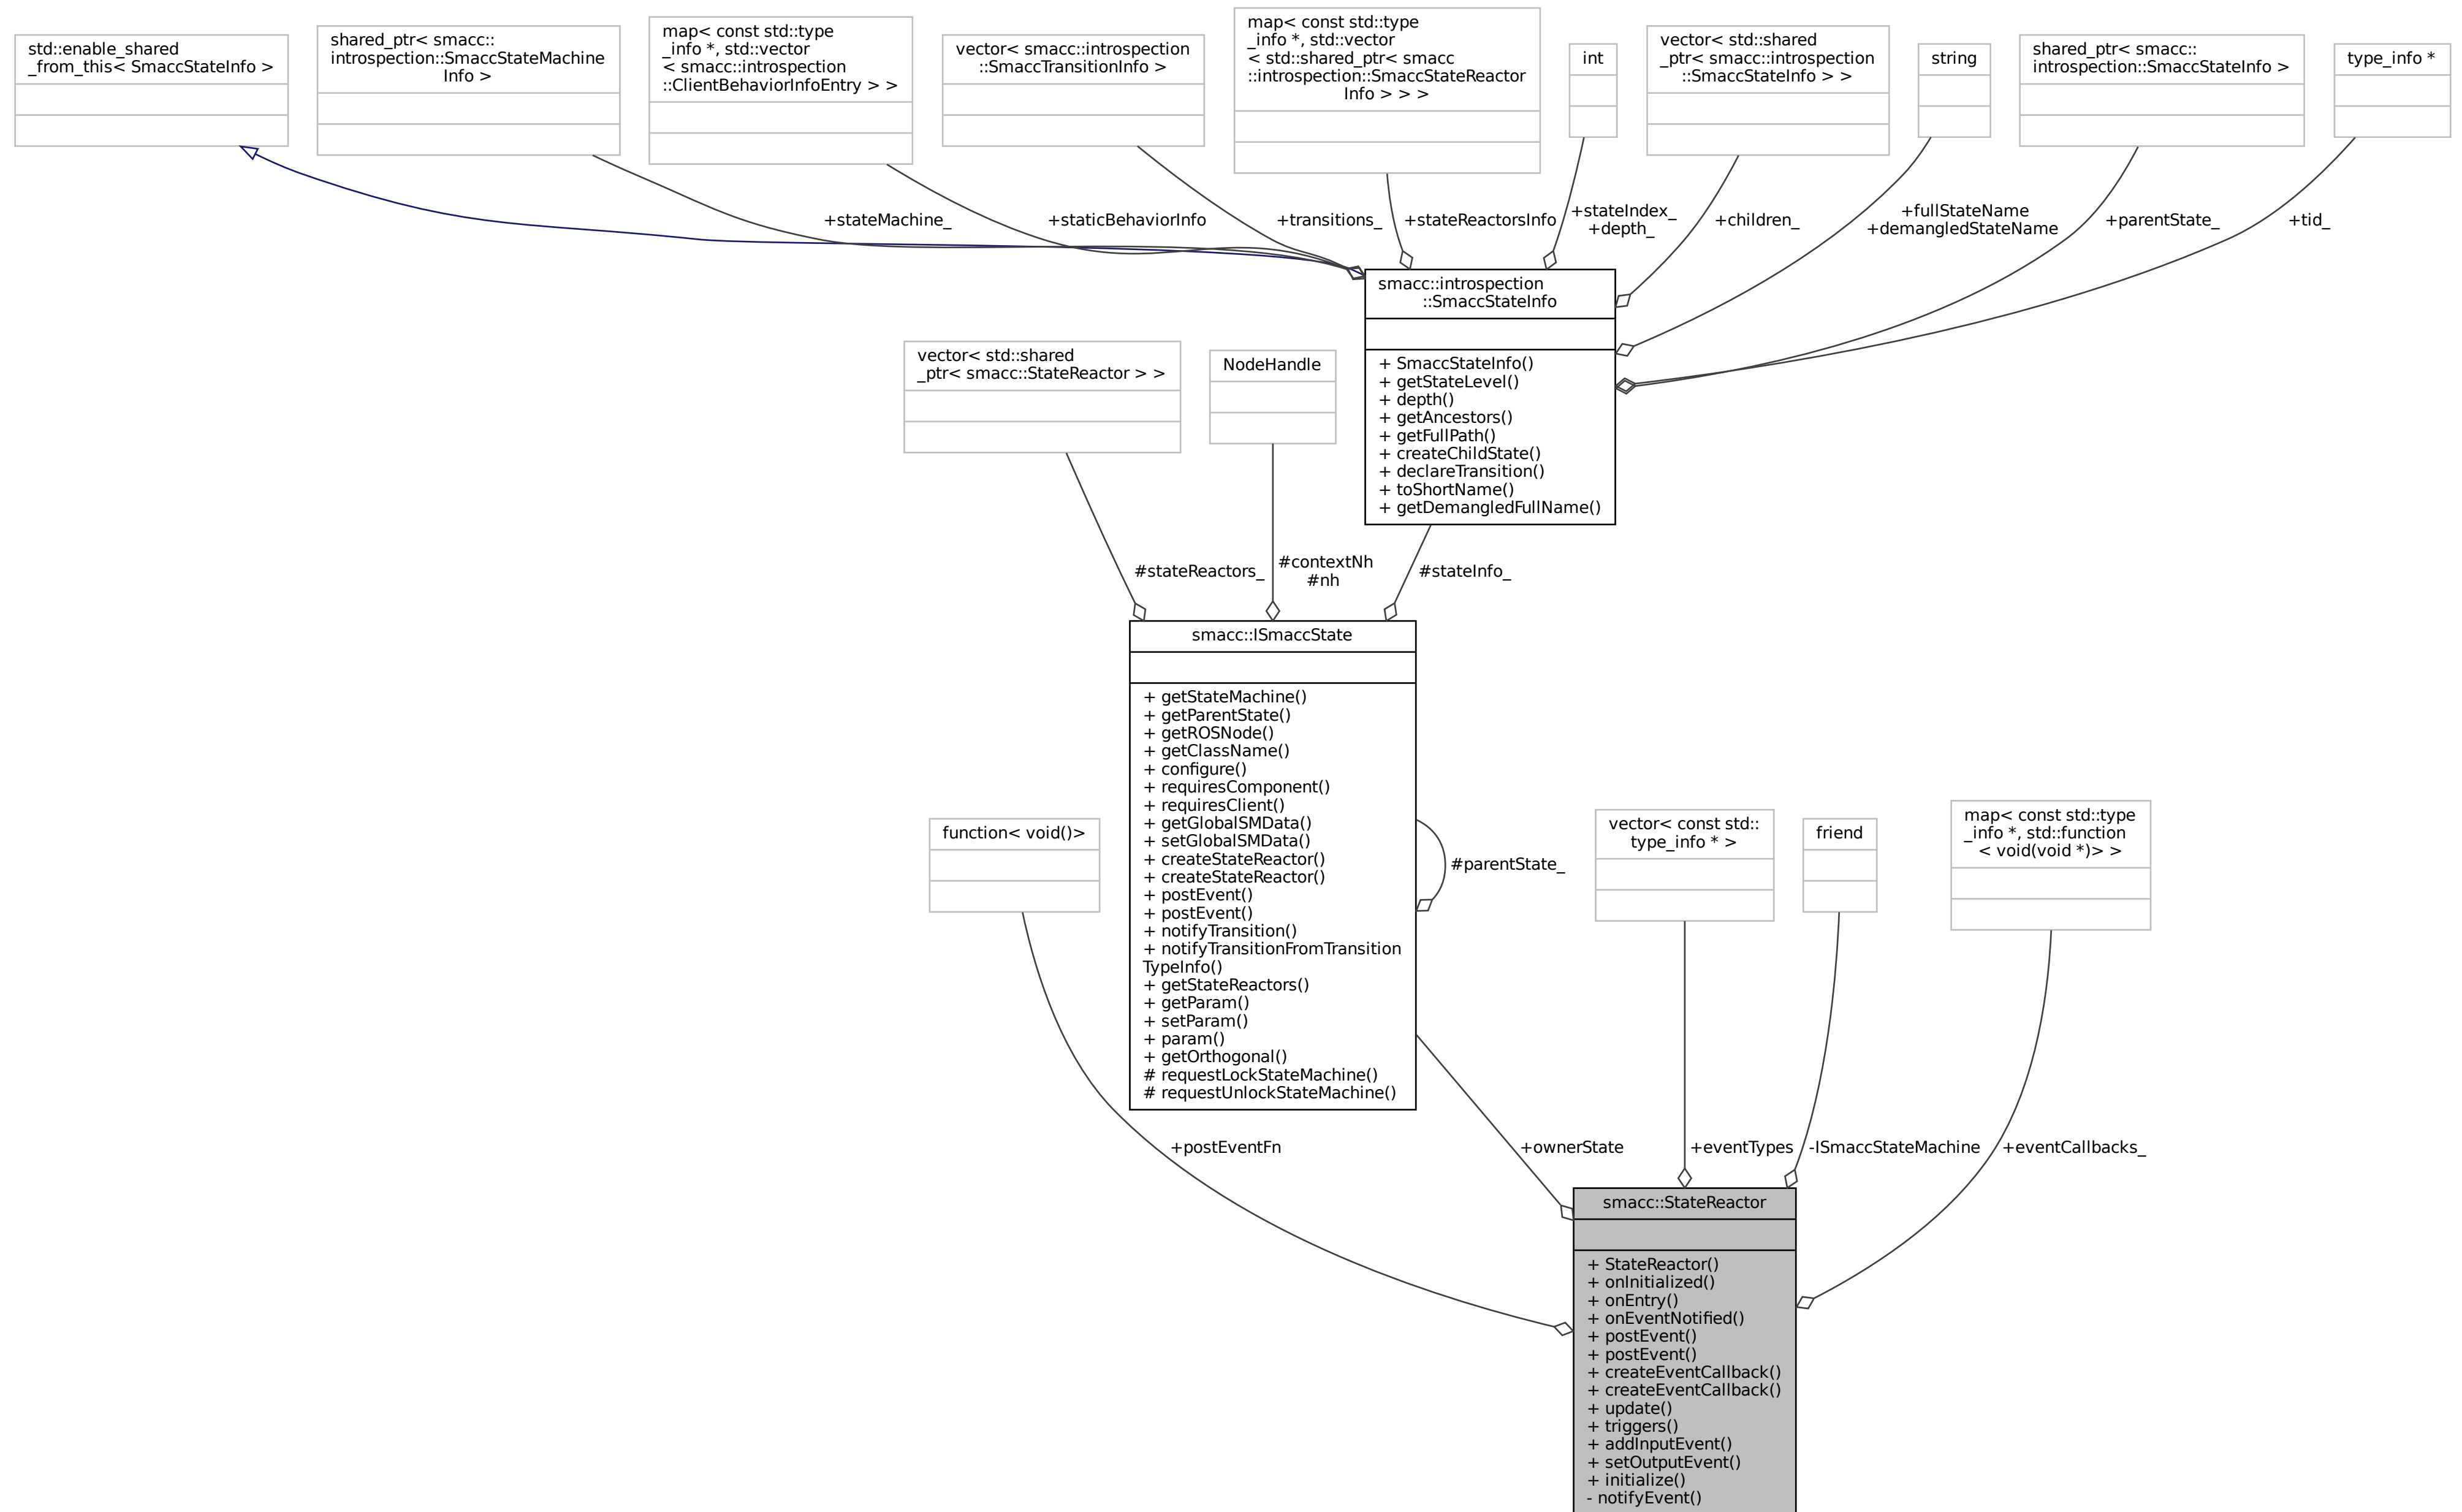 std::enable_shared
_from_this< SmaccStateInfo >
shared_ptr< smacc::
introspection::SmaccStateMachine
Info >
map< const std::type
_info *, std::vector
< smacc::introspection
::ClientBehaviorInfoEntry > >
vector< smacc::introspection
::SmaccTransitionInfo >
map< const std::type
_info *, std::vector
< std::shared_ptr< smacc
::introspection::SmaccStateReactor
Info > > >
int
vector< std::shared
_ptr< smacc::introspection
::SmaccStateInfo > >
string
shared_ptr< smacc::
introspection::SmaccStateInfo >
type_info *
+stateMachine_
+staticBehaviorInfo
+transitions_
+stateReactorsInfo
+stateIndex_
+depth_
+children_
+fullStateName
+demangledStateName
+parentState_
+tid_
smacc::introspection
::SmaccStateInfo
+ SmaccStateInfo()
+ getStateLevel()
+ depth()
+ getAncestors()
+ getFullPath()
+ createChildState()
+ declareTransition()
+ toShortName()
+ getDemangledFullName()
vector< std::shared
_ptr< smacc::StateReactor > >
NodeHandle
#stateReactors_
#contextNh
#nh
#stateInfo_
smacc::ISmaccState
+ getStateMachine()
+ getParentState()
+ getROSNode()
+ getClassName()
+ configure()
+ requiresComponent()
+ requiresClient()
+ getGlobalSMData()
+ setGlobalSMData()
+ createStateReactor()
+ createStateReactor()
+ postEvent()
+ postEvent()
+ notifyTransition()
+ notifyTransitionFromTransition
TypeInfo()
+ getStateReactors()
+ getParam()
+ setParam()
+ param()
+ getOrthogonal()
# requestLockStateMachine()
# requestUnlockStateMachine()
#parentState_
function< void()>
vector< const std::
type_info * >
friend
map< const std::type
_info *, std::function
< void(void *)> >
+postEventFn
+ownerState
+eventTypes
-ISmaccStateMachine
+eventCallbacks_
smacc::StateReactor
+ StateReactor()
+ onInitialized()
+ onEntry()
+ onEventNotified()
+ postEvent()
+ postEvent()
+ createEventCallback()
+ createEventCallback()
+ update()
+ triggers()
+ addInputEvent()
+ setOutputEvent()
+ initialize()
- notifyEvent()